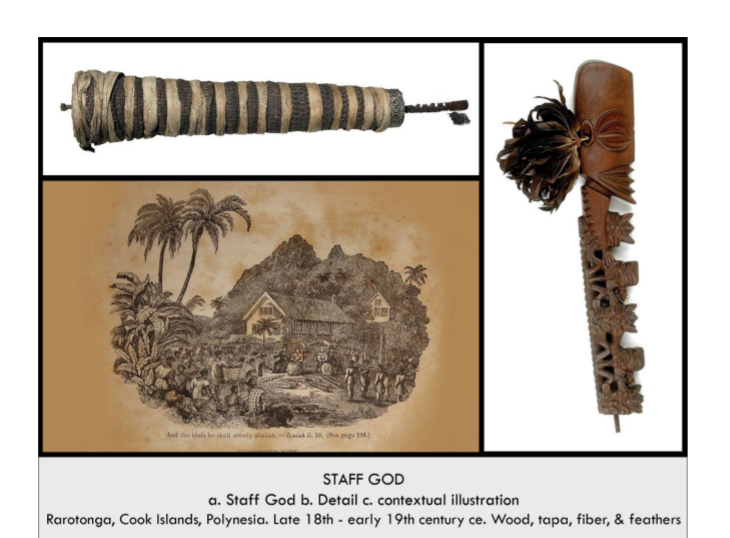 And the idols he shall utterly abolish.—Isaiah ii. 18. (See page 334.)
STAFF GOD
a. Staff God b. Detail c. contextual illustration
Rarotonga, Cook Islands, Polynesia. Late 18th - early 19th century ce. Wood, tapa, fiber, & feathers